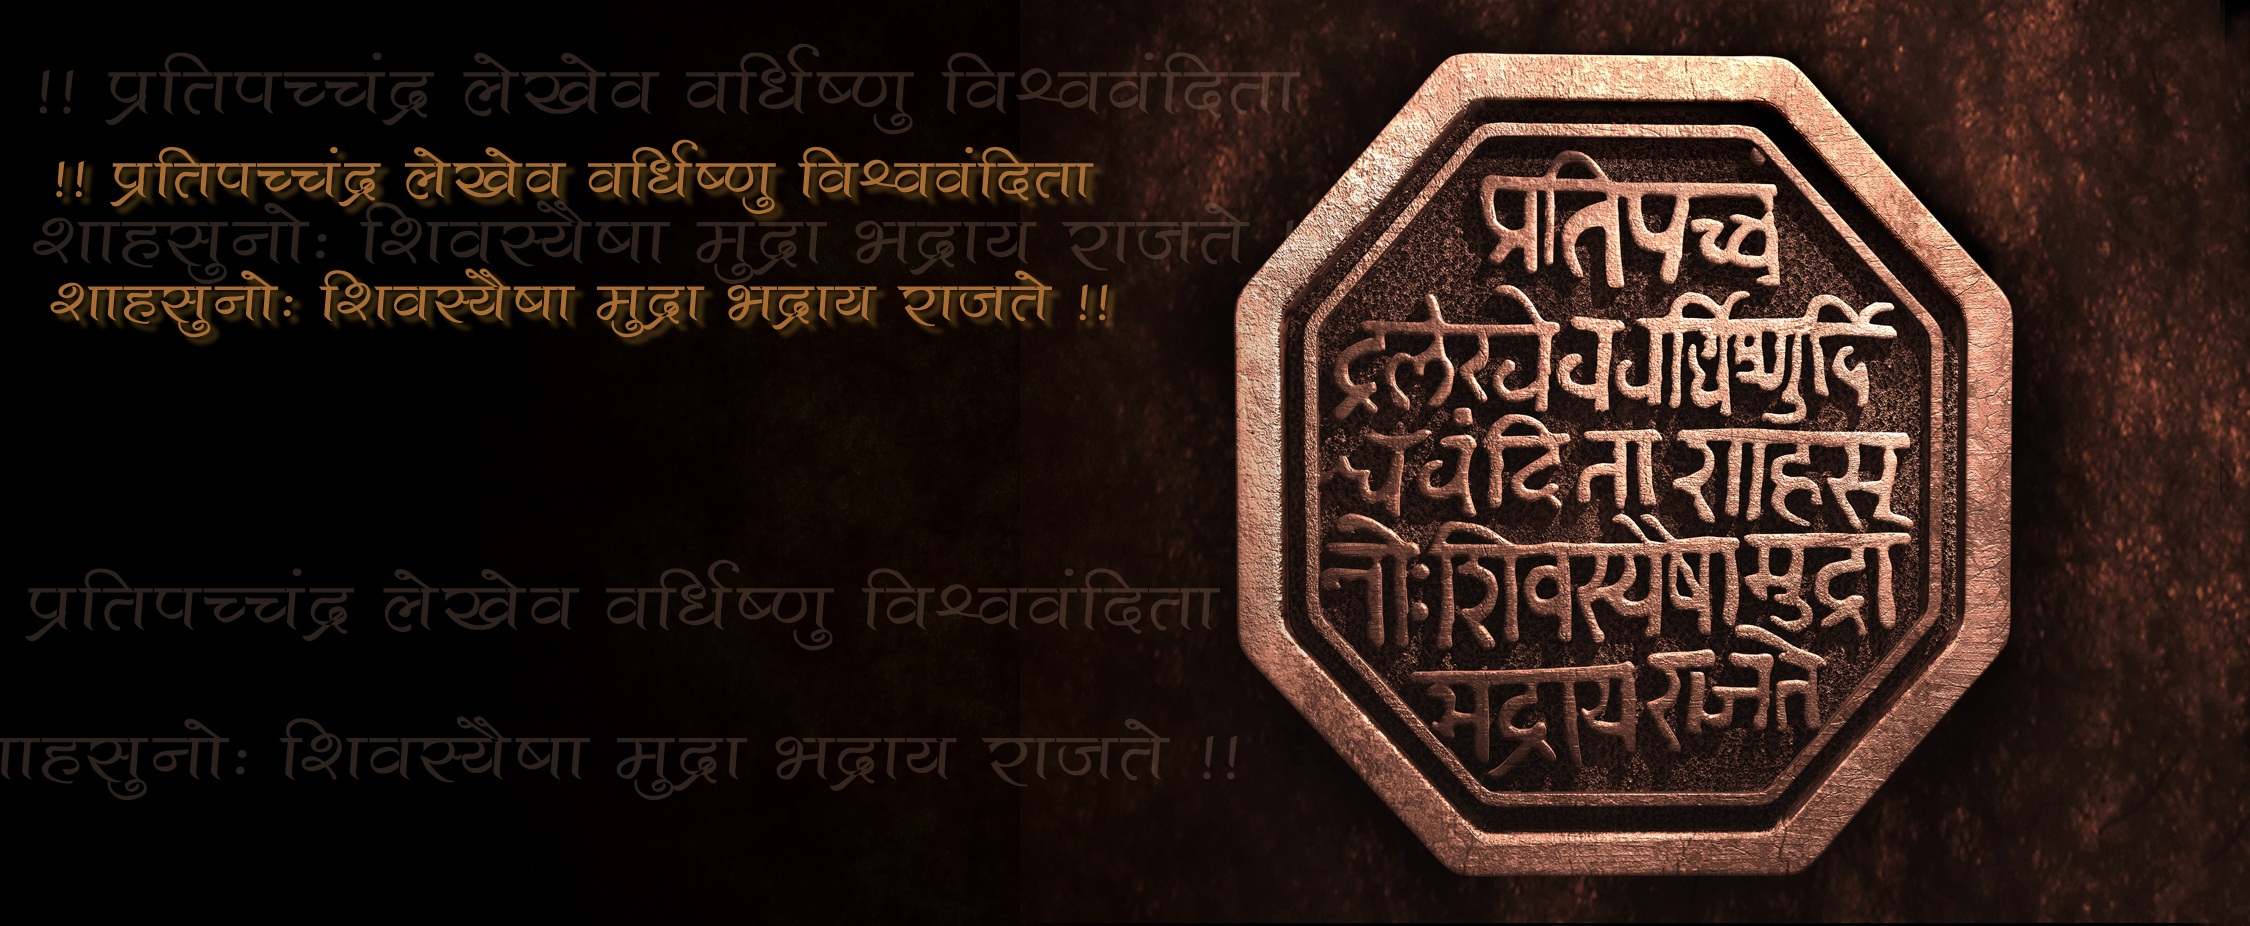 !! प्रतिपच्चंद्र लेखेव वर्धिष्णु विश्ववंदिता
!! प्रतिपच्चंद्र लेखेव वर्धिष्णु विश्ववंदिता
शाहसुनोः शिवस्यैषा मुद्रा भद्राय राजते !
शाहसुनोः शिवस्यैषा मुद्रा भद्राय राजते !!
प्रतिपच्चंद्र लेखेव वर्धिष्णु विश्ववंदिता
ाहसुनोः शिवस्यैषा मुद्रा भद्राय राजते !!
प्रतिपच्च
द्रलेखेव वर्धिष्णुर्वि
श्ववंदिता शाहसू
नोः शिवस्यैषा मुद्रा
भद्राय राजते